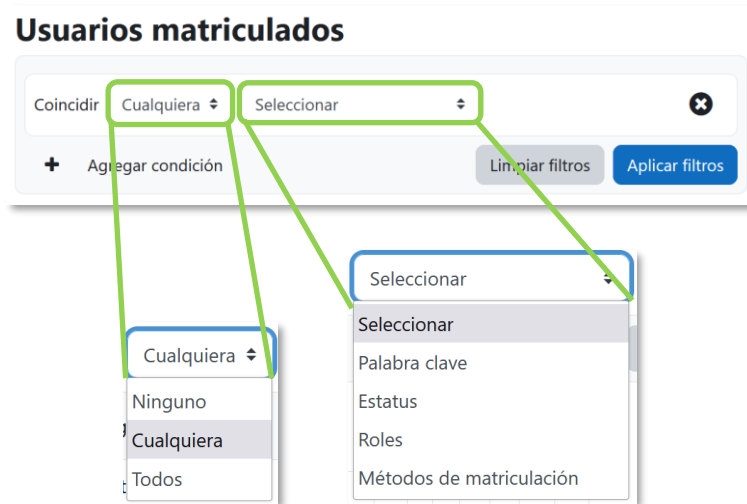 Usuarios matriculados
Coincidir Cualquiera Seleccionar
Agregar condición Limpiar filtros Aplicar filtros
Seleccionar
Seleccionar
Palabra clave
Estatus
Roles
Métodos de matriculación
Cualquiera
Ninguno
Cualquiera
Todos